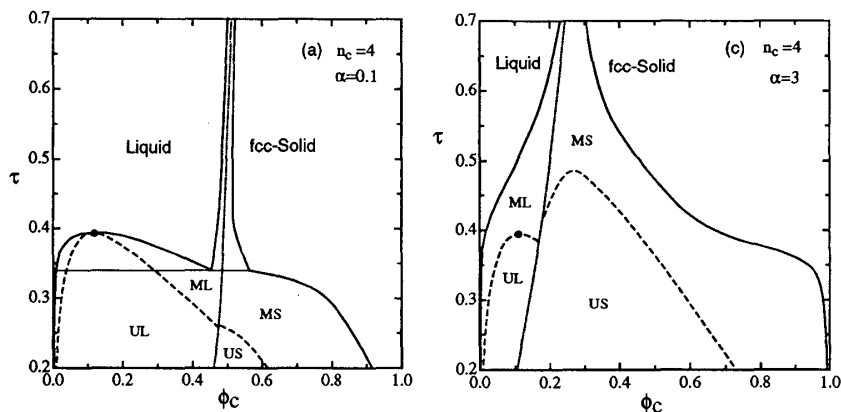 0.7
(a) n_c =4
α=0.1
0.6
Liquid
fcc-Solid
0.5
τ
0.4
0.3
ML
MS
UL
US
0.2
0.0 0.2 0.4 0.6 0.8 1.0
ϕ_C
0.7
Liquid
(c) n_c =4
fcc-Solid
α=3
0.6
τ
0.5
MS
ML
0.4
UL
0.3
US
0.2
0.0 0.2 0.4 0.6 0.8 1.0
ϕ_C